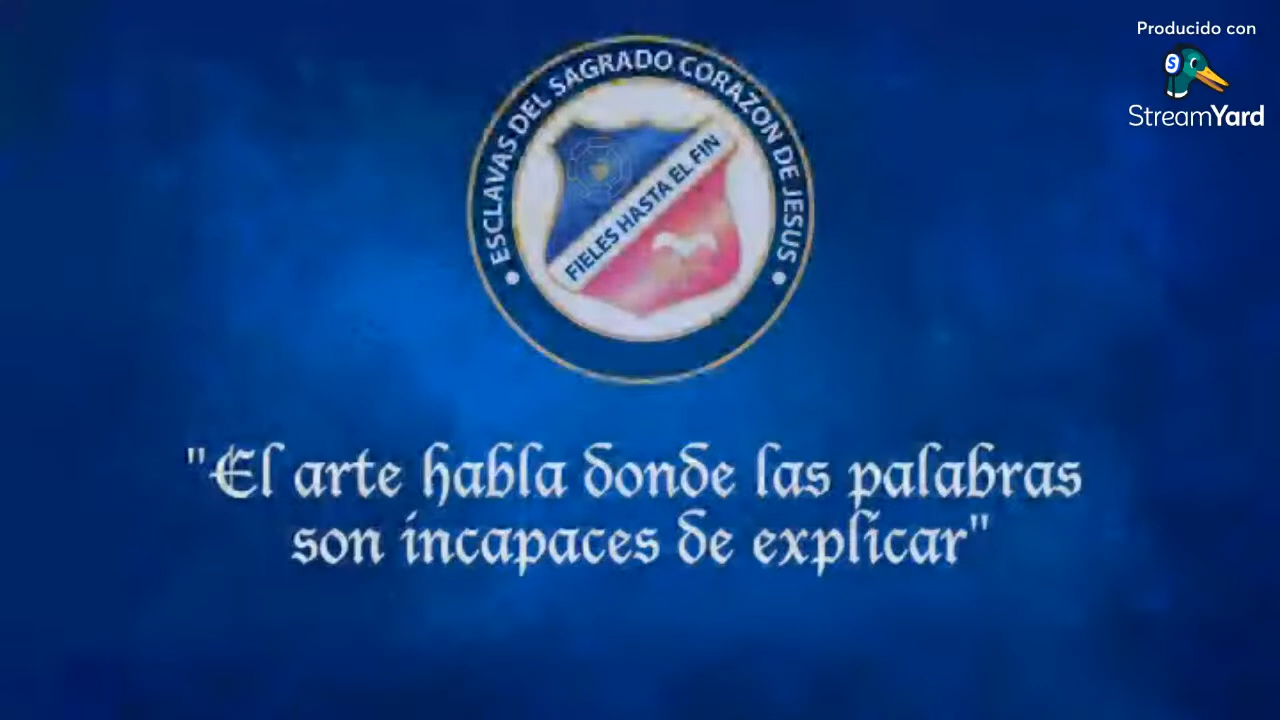 Producido con
StreamYard
ESCLAVAS DEL SAGRADO CORAZON DE JESUS
FIELES HASTA EL FIN
"El arte habla donde las palabras
son incapaces de explicar"